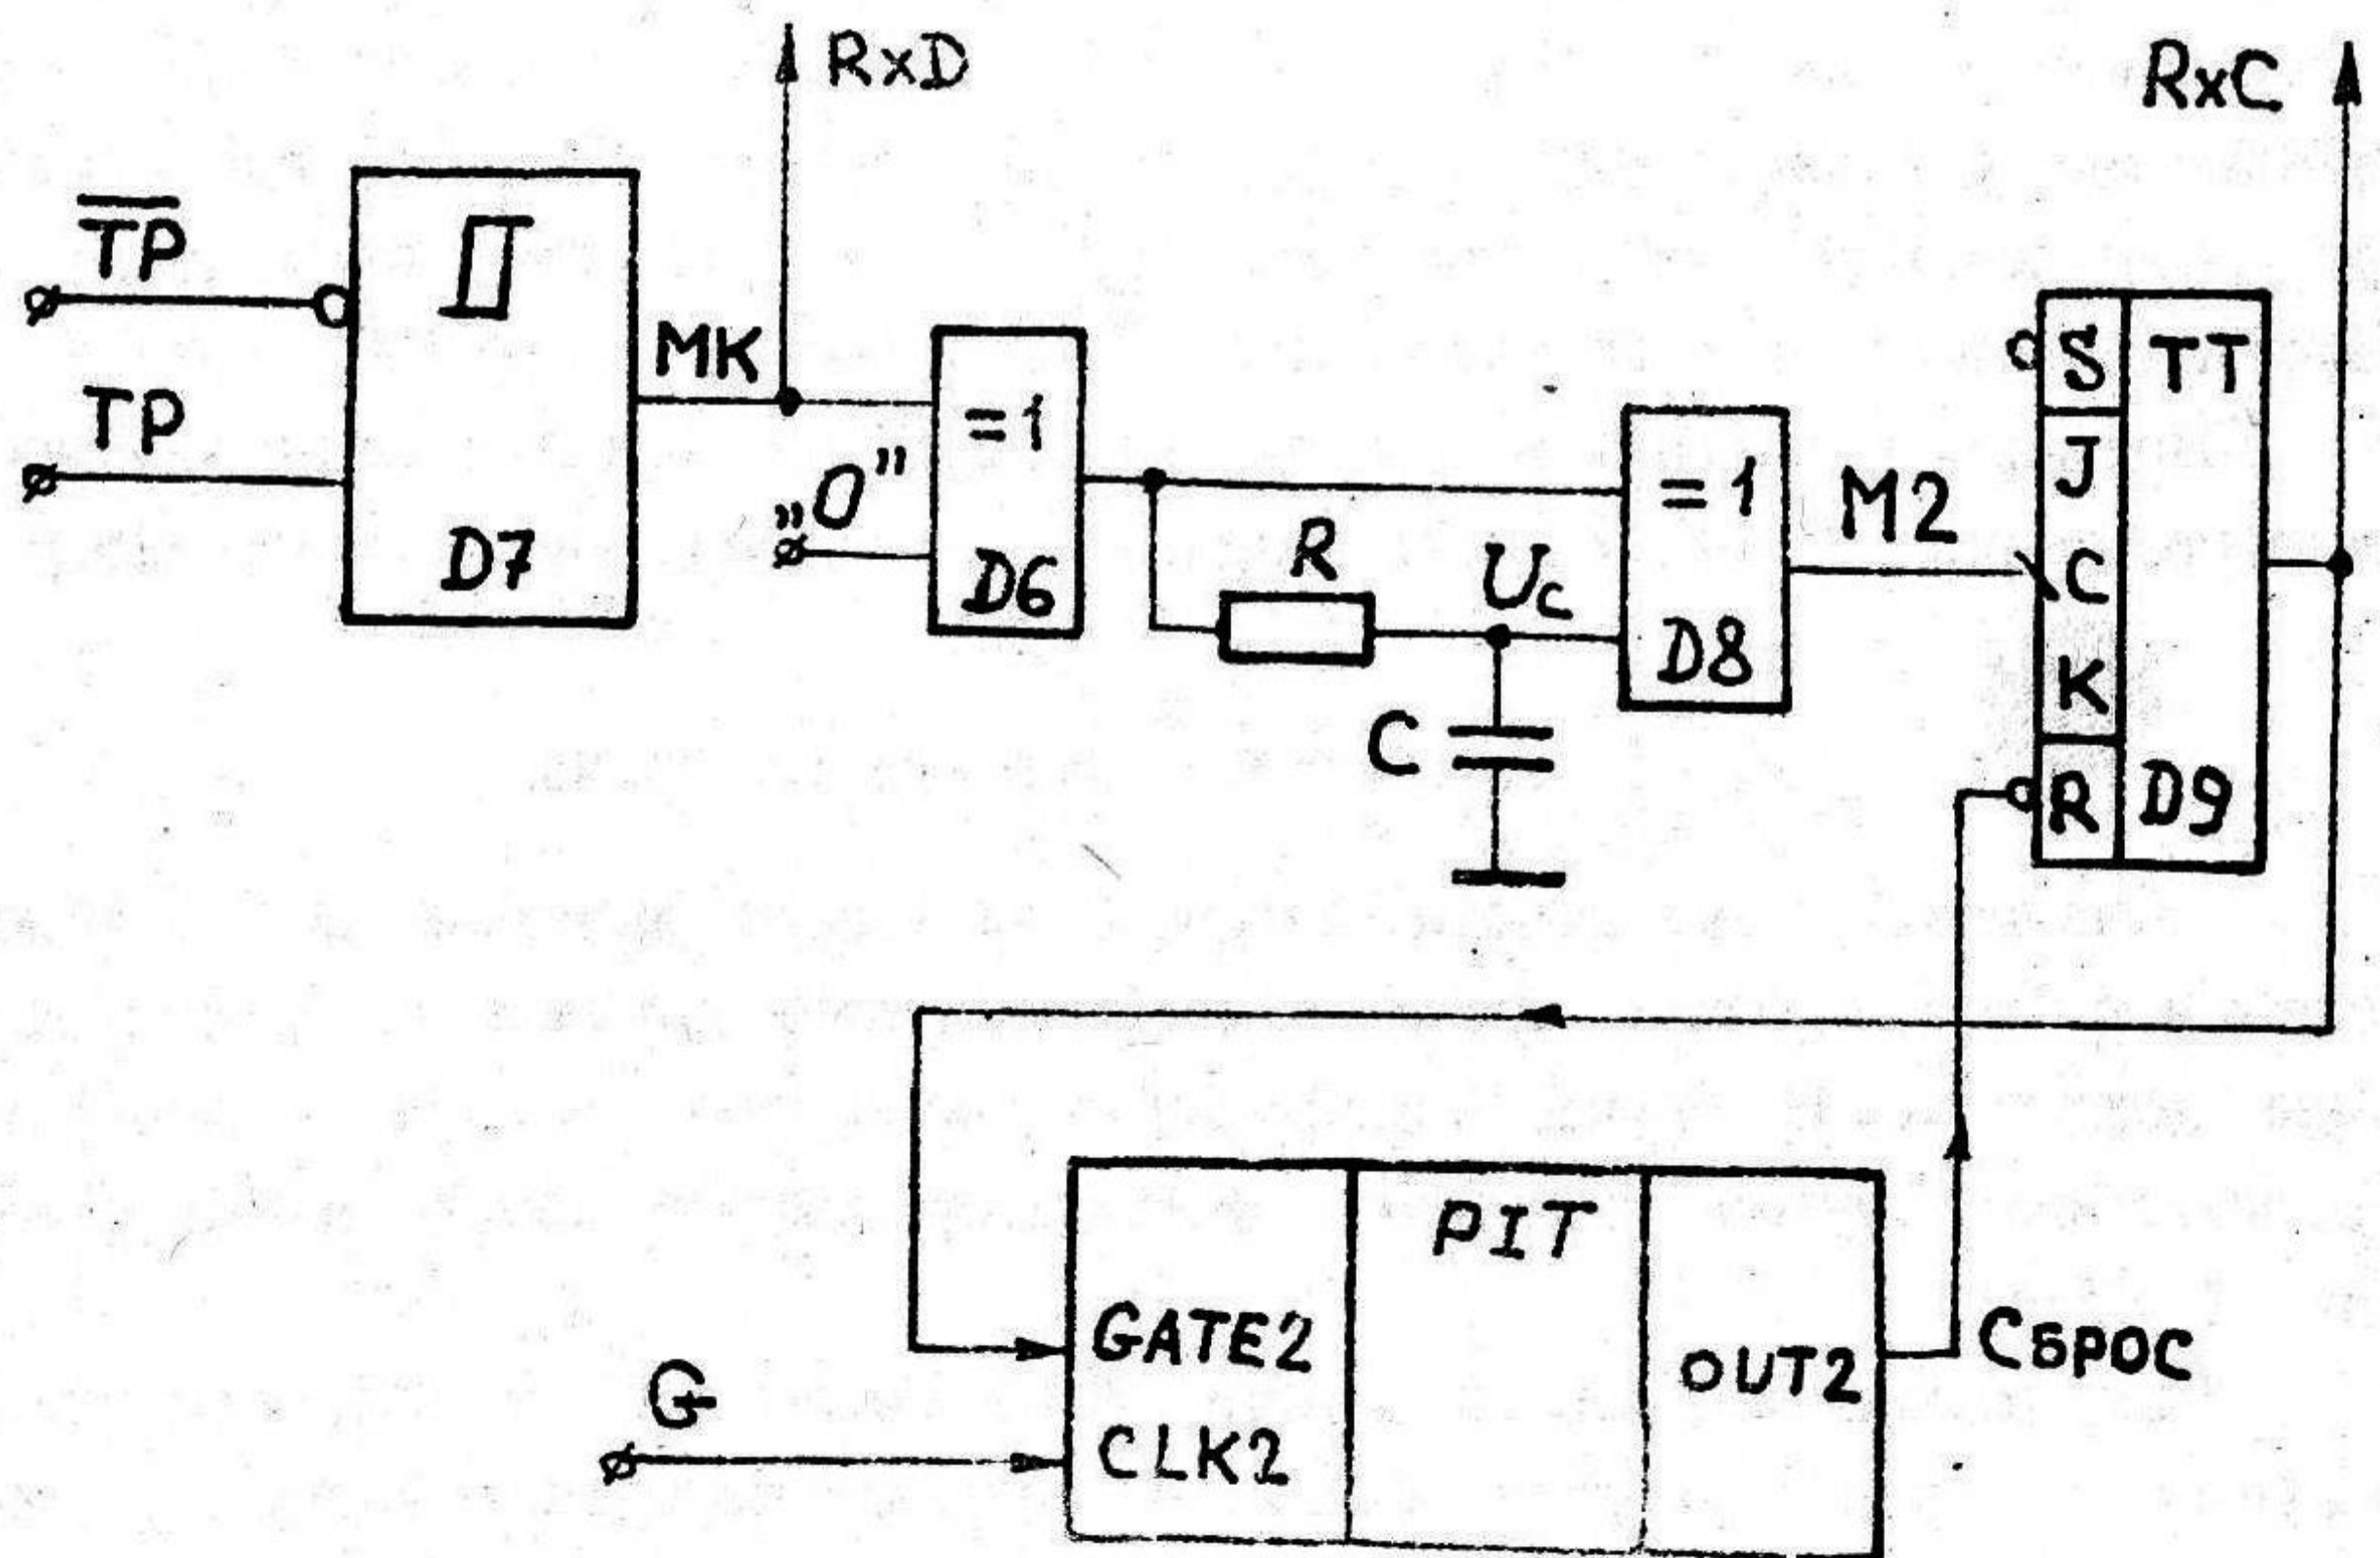 RxD
RxC
TP
TP
D7
MK
„0”
=1
D6
R
Uc
C
=1
D8
M2
S
TT
J
C
K
R
D9
PIT
GATE2
CLK2
OUT2
G
Сброс